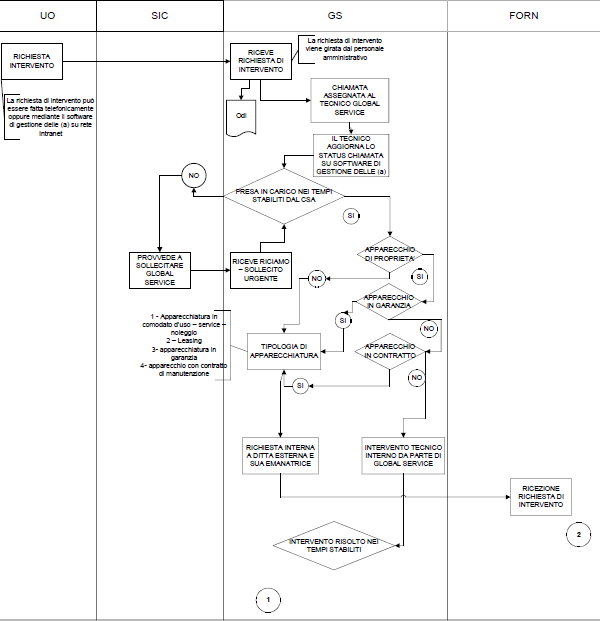 UO
SIC
GS
FORN
RICHIESTA
INTERVENTO
La richiesta di intervento può
essere fatta telefonicamente
oppure mediante il software
di gestione delle (a) su rete
intranet
RICEVE
RICHIESTA DI
INTERVENTO
La richiesta di intervento
viene girata dal personale
amministrativo
OdI
CHIAMATA
ASSEGNATA AL
TECNICO GLOBAL
SERVICE
IL TECNICO
AGGIORNA LO
STATUS CHIAMATA
SU SOFTWARE DI
GESTIONE DELLE (a)
NO
PRESA IN CARICO NEI TEMPI
STABILITI DAL CSA
SI
PROVVEDE A
SOLLECITARE
GLOBAL
SERVICE
RICEVE RICIAMO
– SOLLECITO
URGENTE
APPARECCHIO
DI PROPRIETA'
NO
SI
APPARECCHIO
IN GARANZIA
SI
NO
1 - Apparecchiatura in
comodato d'uso – service –
noleggio
2 – Leasing
3- apparecchiatura in
garanzia
4- apparecchio con contratto
di manutenzione
TIPOLOGIA DI
APPARECCHIATURA
APPARECCHIO
IN CONTRATTO
SI
NO
RICHIESTA INTERNA
A DITTA ESTERNA E
SUA EMANATRICE
INTERVENTO TECNICO
INTERNO DA PARTE DI
GLOBAL SERVICE
RICEZIONE
RICHIESTA DI
INTERVENTO
INTERVENTO RISOLTO NEI
TEMPI STABILITI
2
1